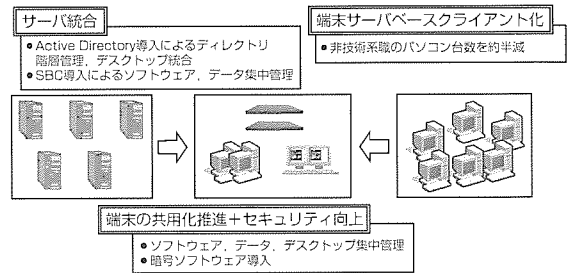 サーバ統合
● Active Directory導入によるディレクトリ
階層管理，デスクトップ統合
● SBC導入によるソフトウェア，データ集中管理
端末サーバベースクライアント化
● 非技術系職のパソコン台数を約半減
端末の共用化推進＋セキュリティ向上
● ソフトウェア，データ，デスクトップ集中管理
● 暗号ソフトウェア導入